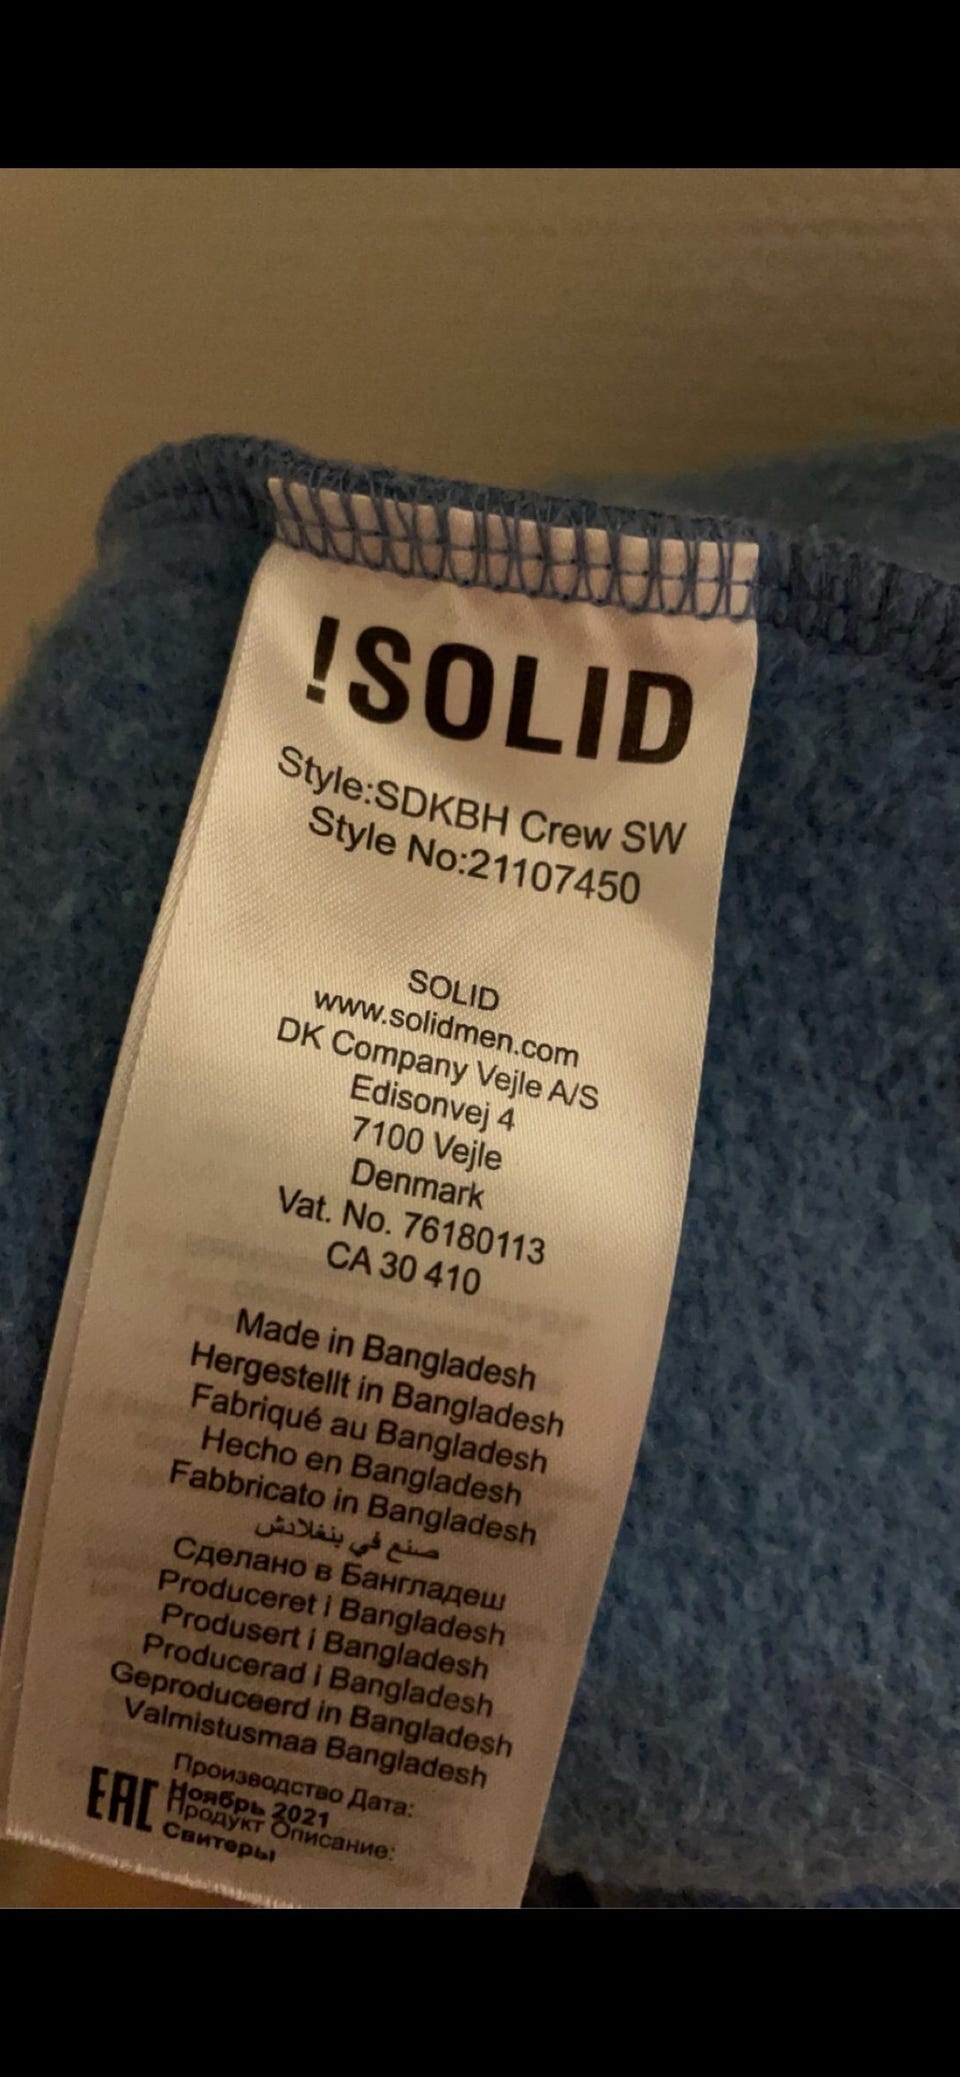 !SOLID
Style:SDKBH Crew SW
Style No:21107450
SOLID
www.solidmen.com
DK Company Vejle A/S
Edisonvej 4
7100 Vejle
Denmark
Vat. No. 76180113
CA 30 410
Made in Bangladesh
Hergestellt in Bangladesh
Fabriqué au Bangladesh
Hecho en Bangladesh
Fabbricato in Bangladesh
صنع في بنغلادش
Сделано в Бангладеш
Produceret i Bangladesh
Produsert i Bangladesh
Producerad i Bangladesh
Geproduceerd in Bangladesh
Valmistusmaa Bangladesh
Производство Дата:
EAC Ноябрь 2021
Продукт Описание:
Свитеры